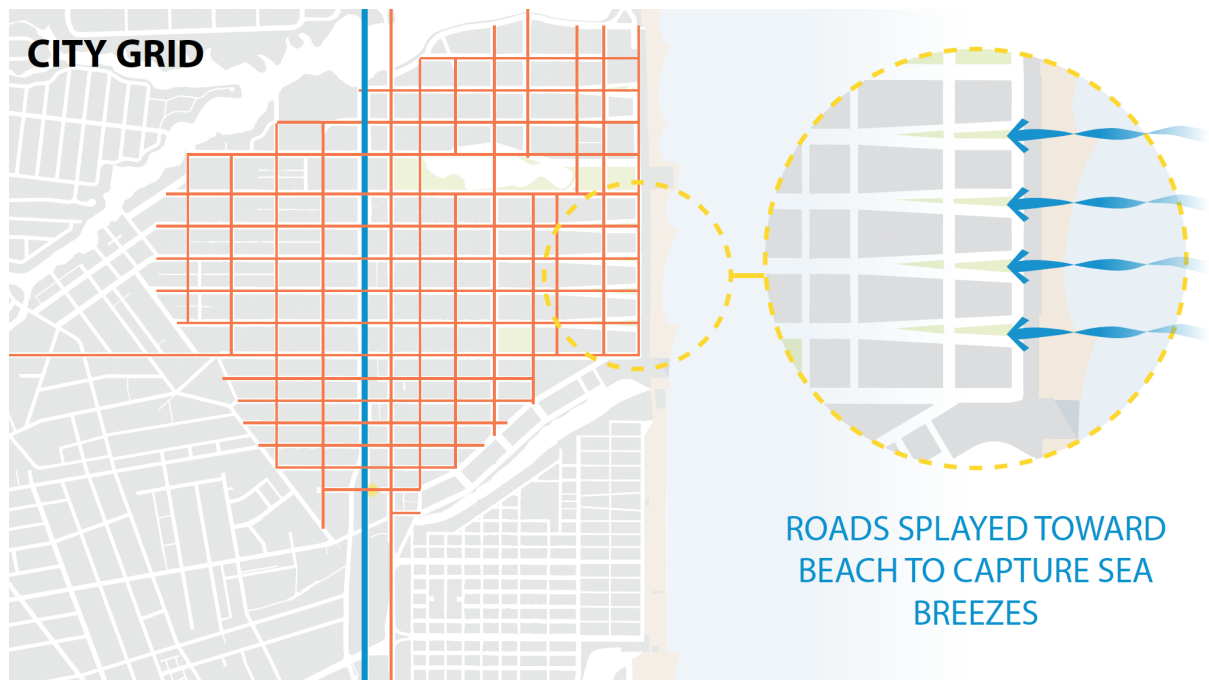 CITY GRID
ROADS SPLAYED TOWARD
BEACH TO CAPTURE SEA
BREEZES